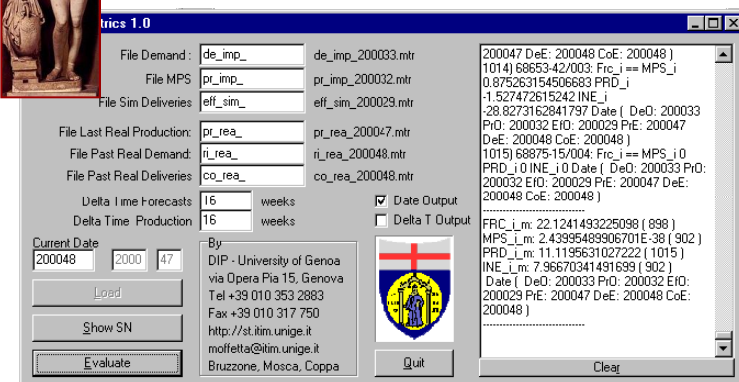 trics 1.0
File Demand : de_imp_ de_imp_200033.mtr
File MPS pr_imp_ pr_imp_200032.mtr
File Sim Deliveries eff_sim_ eff_sim_200029.mtr
File Last Real Production: pr_rea_ pr_rea_200047.mtr
File Past Real Demand: ri_rea_ ri_rea_200048.mtr
File Past Real Deliveries co_rea_ co_rea_200048.mtr
Delta Time Forecasts 16 weeks Date Output
Delta Time Production 16 weeks Delta T Output
Current Date
200048 2000 47
Load
Show SN
Evaluate
By
DIP - University of Genoa
via Opera Pia 15, Genova
Tel +39 010 353 2883
Fax +39 010 317 750
http://st.itim.unige.it
moffetta@itim.unige.it
Bruzzone, Mosca, Coppa
Quit
200047 DeE: 200048 CoE: 200048 )
1014) 68653-42/003: Frc_i == MPS_i
0.875263154506683 PRD_i
-1.527472615242 INE_i
-28.8273162841797 Date ( DeO: 200033
PrO: 200032 EfO: 200029 PrE: 200047
DeE: 200048 CoE: 200048 )
1015) 68875-15/004: Frc_i == MPS_i 0
PRD_i 0 INE_i 0 Date ( DeO: 200033 PrO:
200032 EfO: 200029 PrE: 200047 DeE:
200048 CoE: 200048 )
------------------------------
FRC_i_m: 22.1241493225098 ( 898 )
MPS_i_m: 2.43995489906701E-38 ( 902 )
PRD_i_m: 11.1195631027222 ( 1015 )
INE_i_m: 7.96670341491699 ( 902 )
Date ( DeO: 200033 PrO: 200032 EfO:
200029 PrE: 200047 DeE: 200048 CoE:
200048 )
------------------------------
Clear